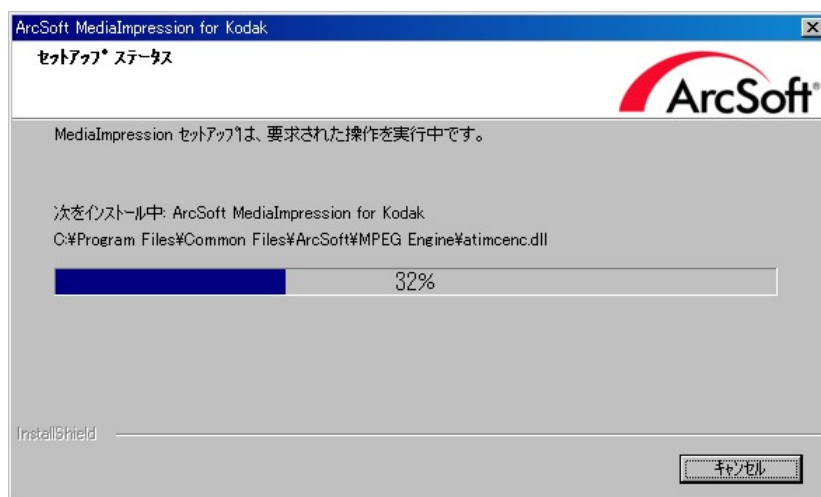 ArcSoft MediaImpression for Kodak
セットアップ ステータス
ArcSoft®
MediaImpression セットアップは、要求された操作を実行中です。
次をインストール中: ArcSoft MediaImpression for Kodak
C:¥Program Files¥Common Files¥ArcSoft¥MPEG Engine¥atimcenc.dll
32%
InstallShield
キャンセル